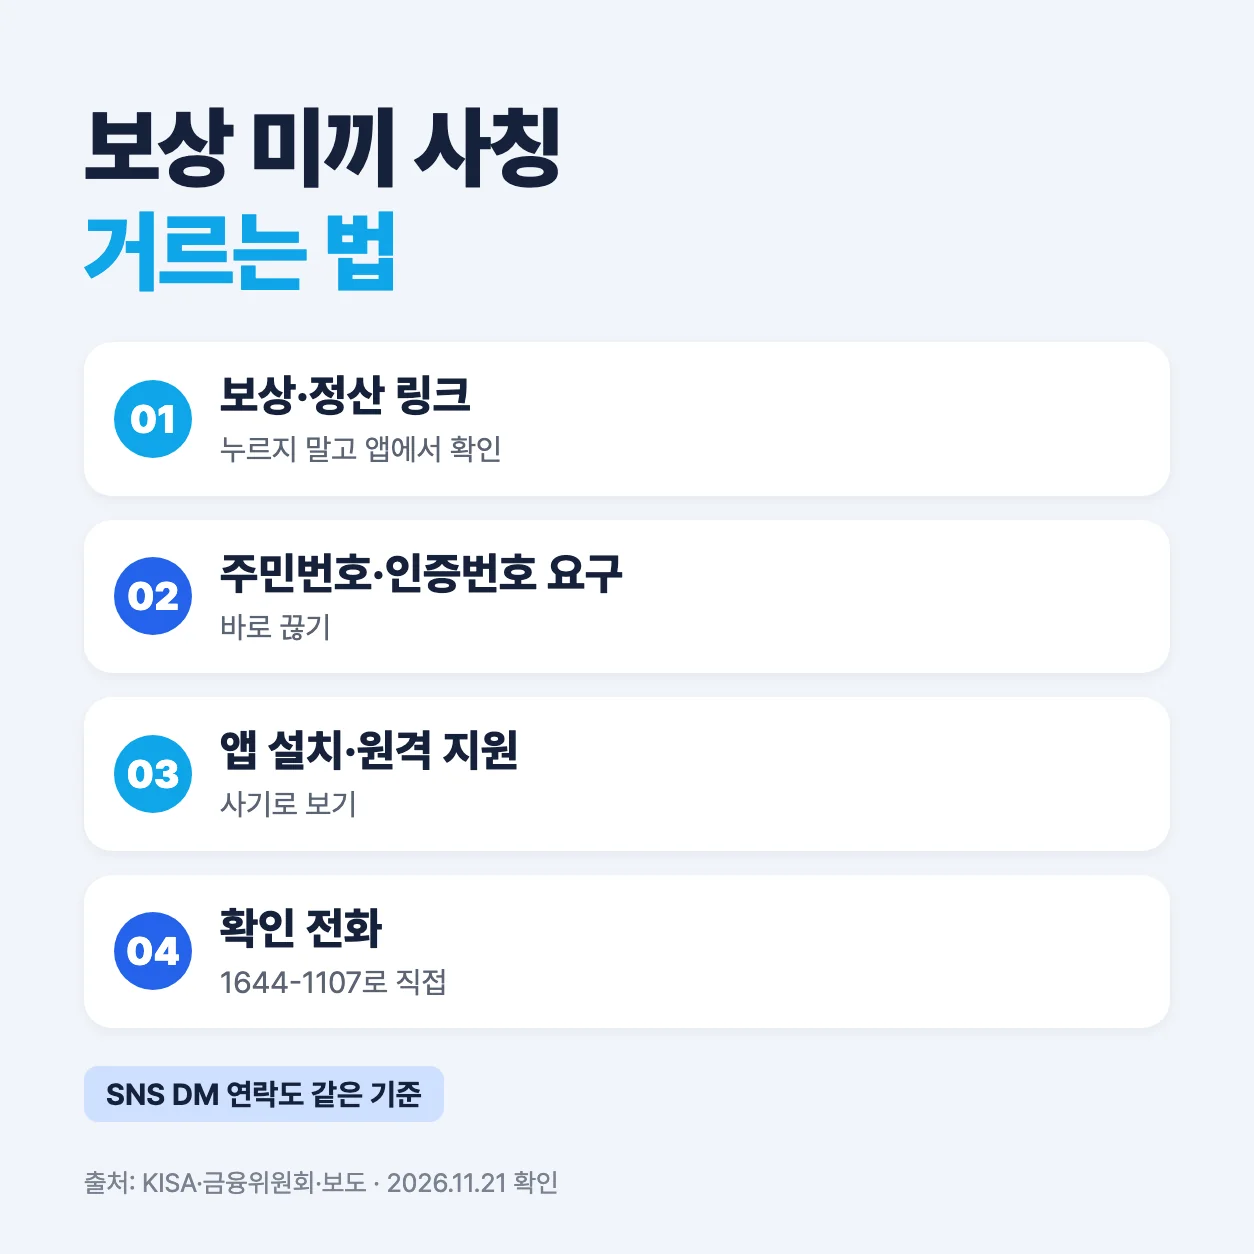 보상 미끼 사칭
거르는 법
01
보상·정산 링크
누르지 말고 앱에서 확인
02
주민번호·인증번호 요구
바로 끊기
03
앱 설치·원격 지원
사기로 보기
04
확인 전화
1644-1107로 직접
SNS DM 연락도 같은 기준
출처: KISA·금융위원회·보도 · 2026.11.21 확인